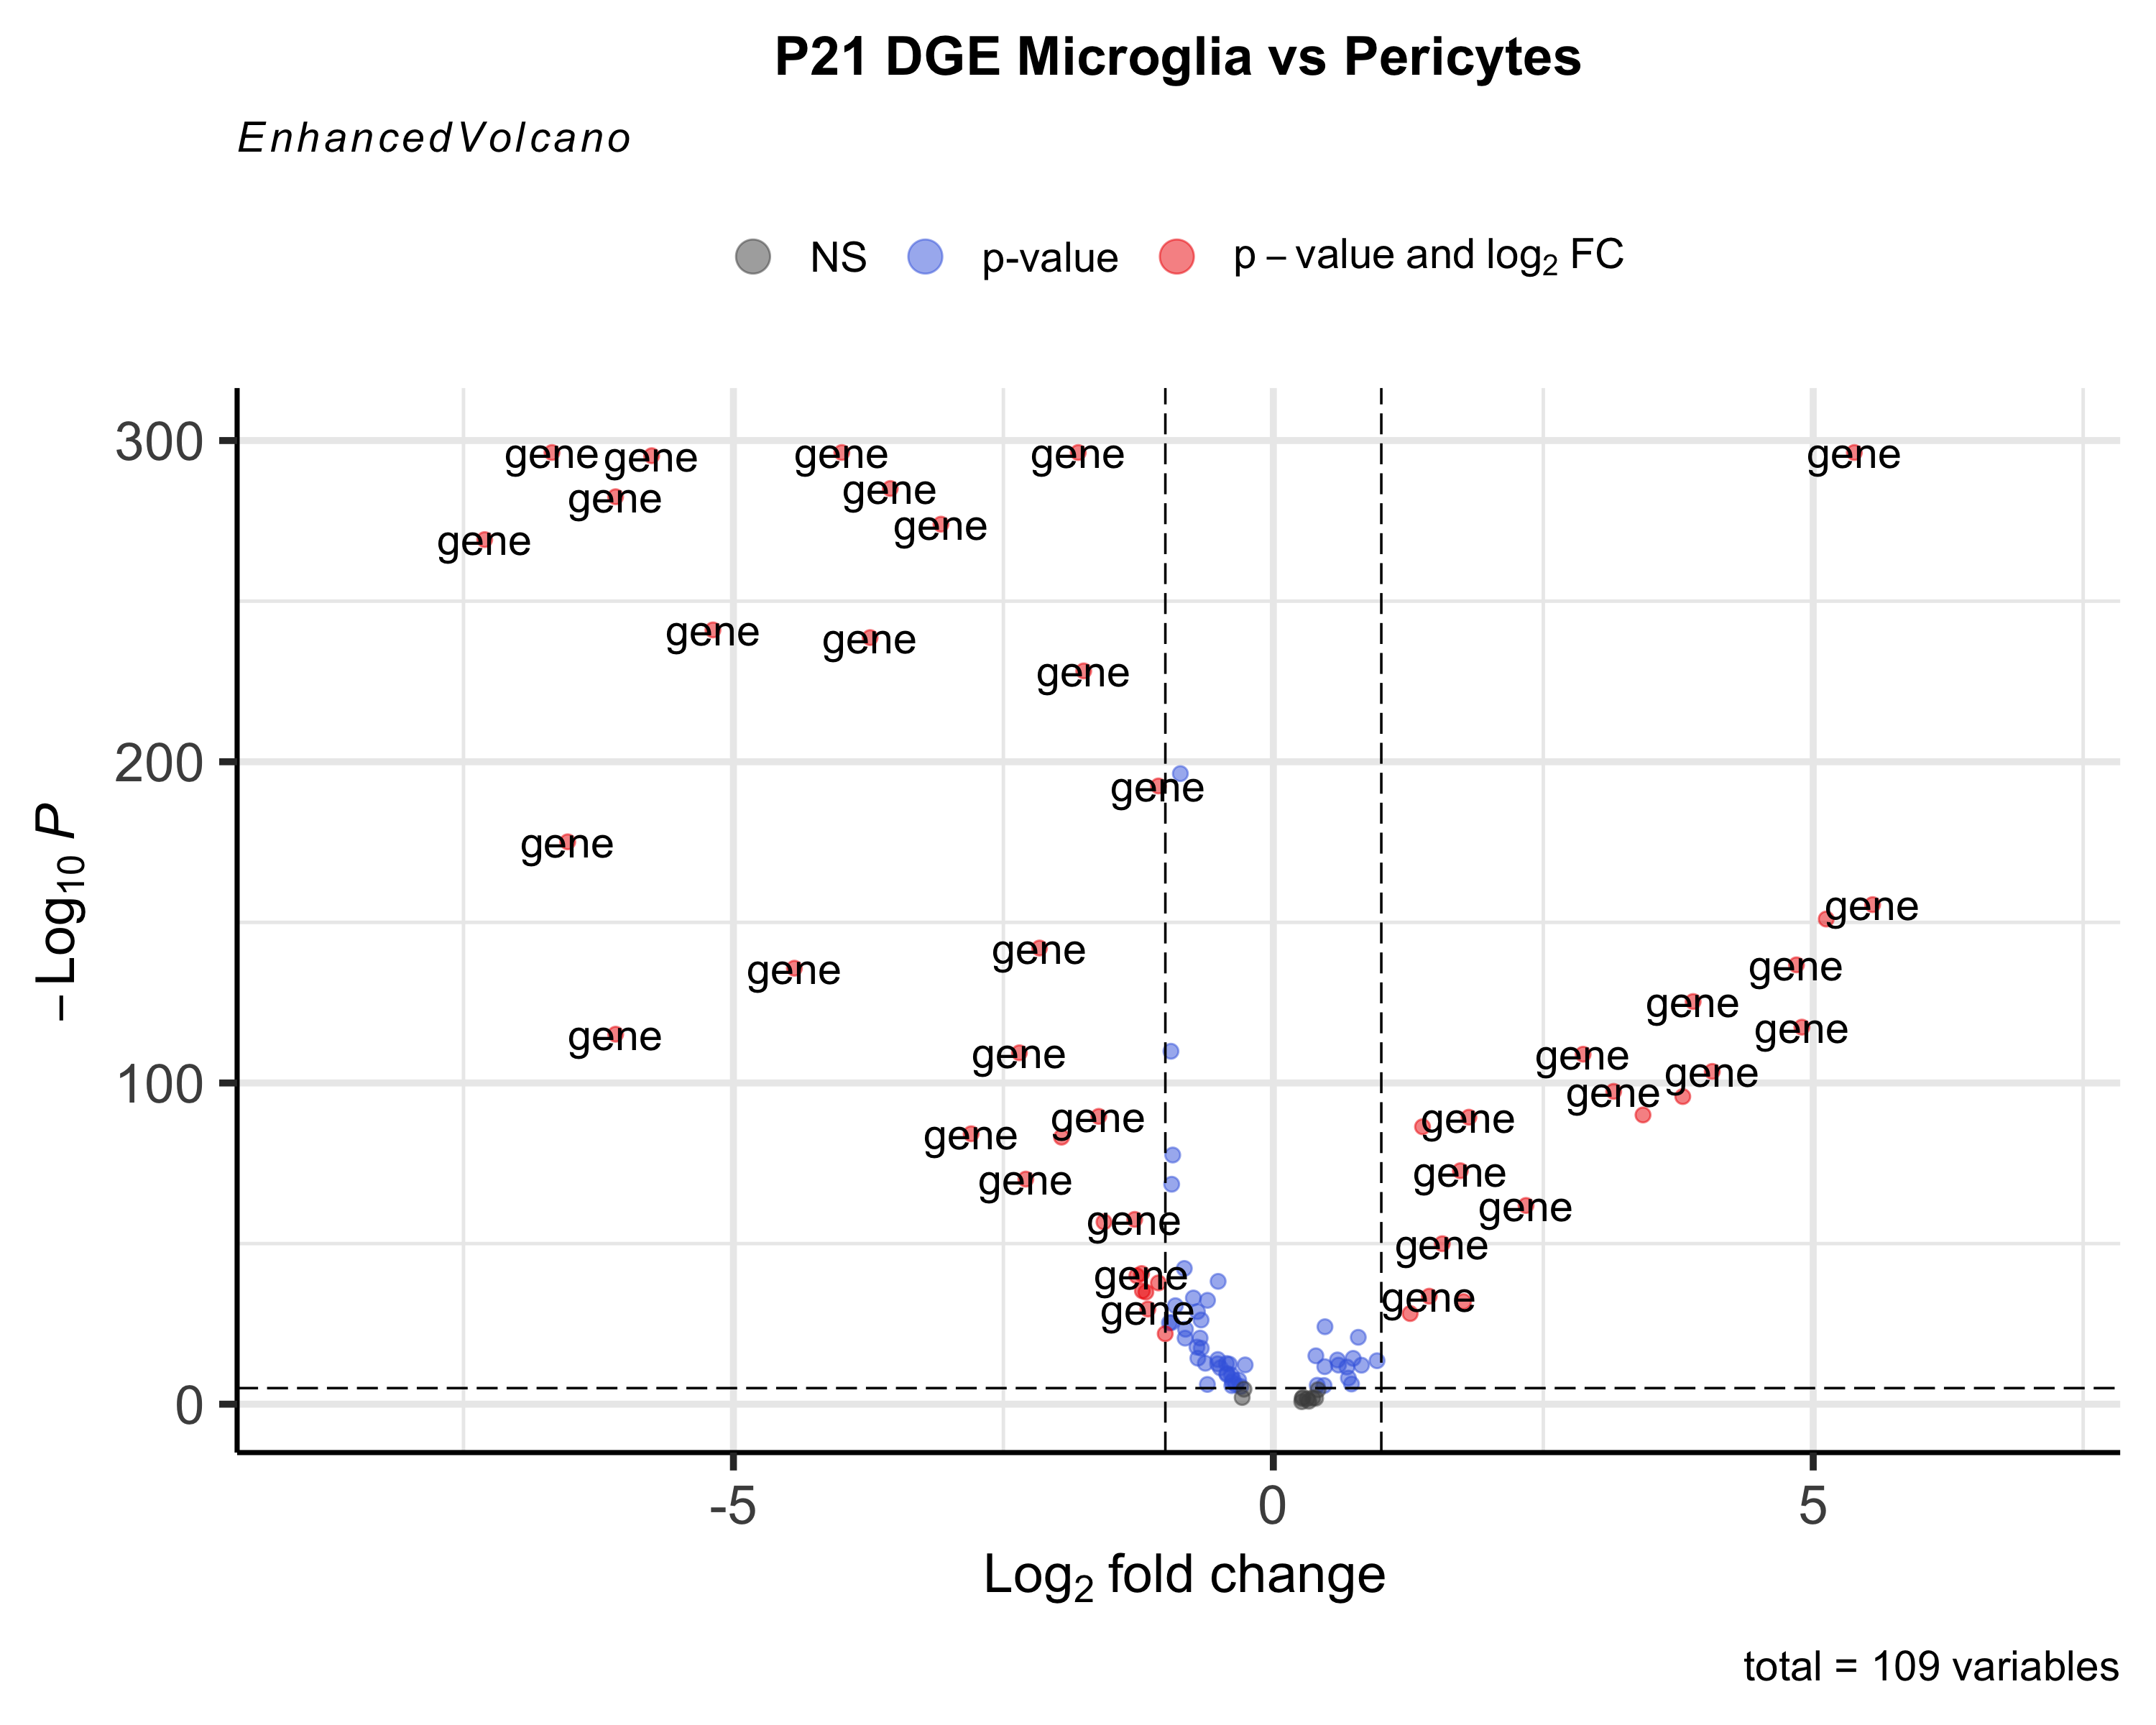 P21 DGE Microglia vs Pericytes
EnhancedVolcano
NS p-value p – value and log₂ FC
300
gene gene gene gene gene
gene gene
gene
gene
gene gene
gene
200
gene
gene
gene
gene
gene
gene
gene
gene
gene
gene gene
gene
100
gene
gene gene
gene
gene
gene
gene
gene
gene
gene
gene
gene
0
-5 0 5
–Log₁₀ P
Log₂ fold change
total = 109 variables